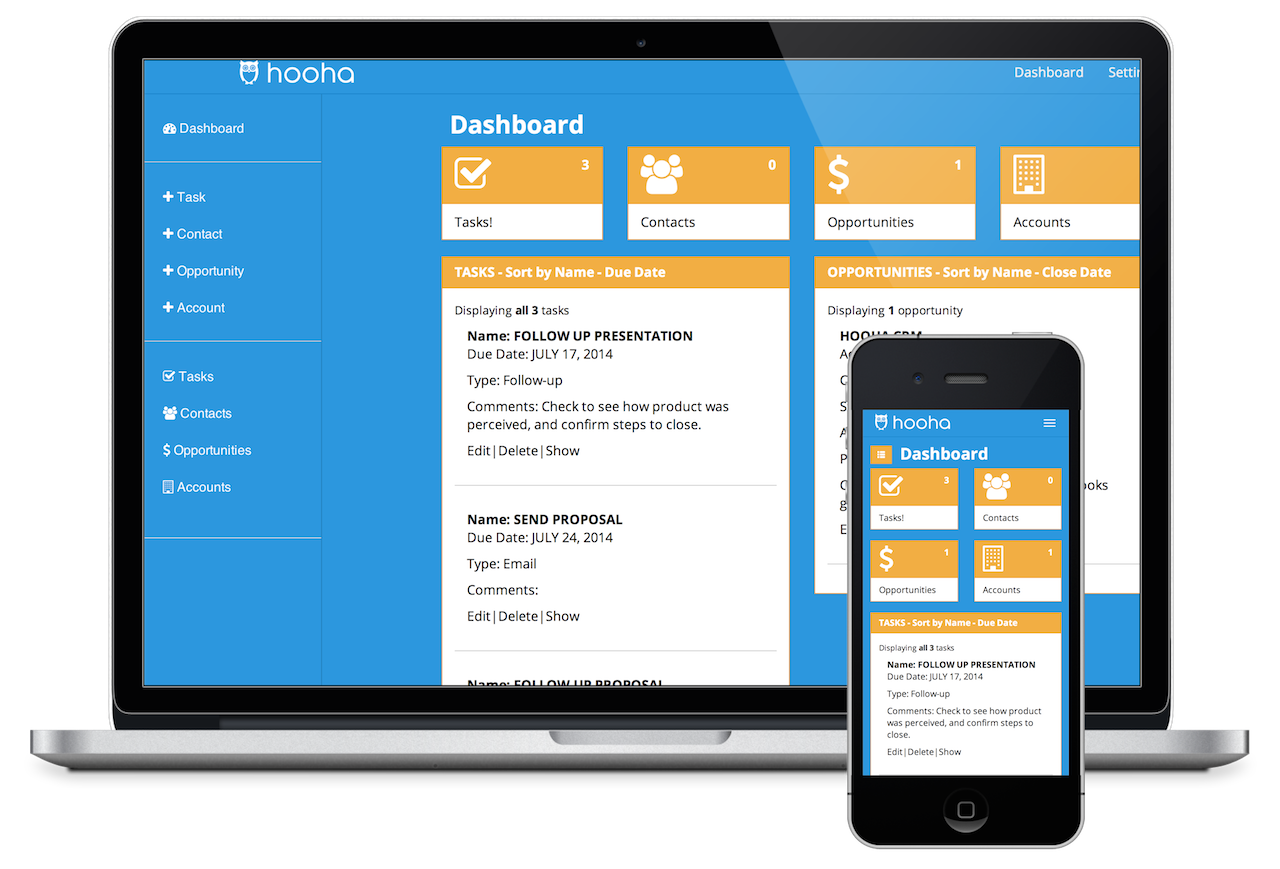 hooha
Dashboard
Dashboard
Task
Contact
Opportunity
Account
Tasks
Contacts
Opportunities
Accounts
Dashboard
3
Tasks!
0
Contacts
1
Opportunities
Accounts
TASKS - Sort by Name - Due Date
Displaying all 3 tasks
Name: FOLLOW UP PRESENTATION
Due Date: JULY 17, 2014
Type: Follow-up
Comments: Check to see how product was
perceived, and confirm steps to close.
Edit|Delete|Show
Name: SEND PROPOSAL
Due Date: JULY 24, 2014
Type: Email
Comments:
Edit|Delete|Show
Name: FOLLOW UP PROPOSAL
OPPORTUNITIES - Sort by Name - Close Date
Displaying 1 opportunity
HOOHA CRM
hooha
Dashboard
3
Tasks!
0
Contacts
1
Opportunities
1
Accounts
TASKS - Sort by Name - Due Date
Displaying all 3 tasks
Name: FOLLOW UP PRESENTATION
Due Date: JULY 17, 2014
Type: Follow-up
Comments: Check to see how product
was perceived, and confirm steps to
close.
Edit|Delete|Show